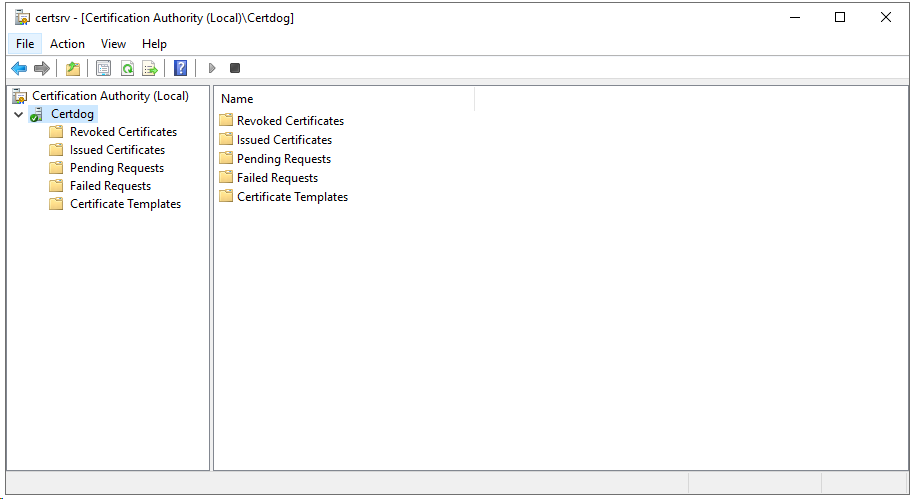 certsrv - [Certification Authority (Local)\Certdog]
File Action View Help
Certification Authority (Local)
Certdog
Revoked Certificates
Issued Certificates
Pending Requests
Failed Requests
Certificate Templates
Name
Revoked Certificates
Issued Certificates
Pending Requests
Failed Requests
Certificate Templates